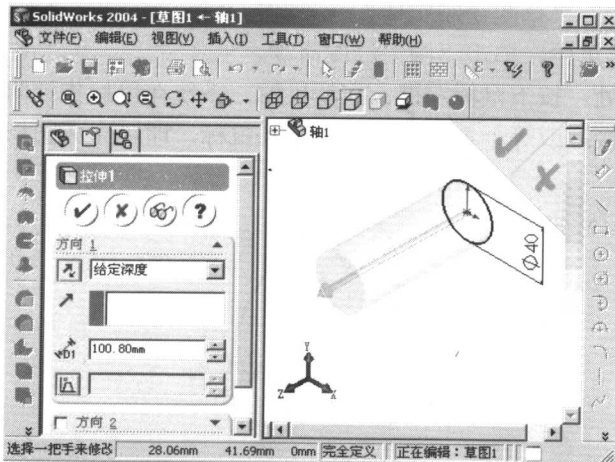 SolidWorks 2004 - [草图1 ← 轴1]
文件(F) 编辑(E) 视图(V) 插入(I) 工具(T) 窗口(W) 帮助(H)
轴1
拉伸1
方向 1
给定深度
D1 100.80mm
方向 2
Ø40
Y
Z X
选择一把手来修改 28.06mm 41.69mm 0mm 完全定义 正在编辑：草图1